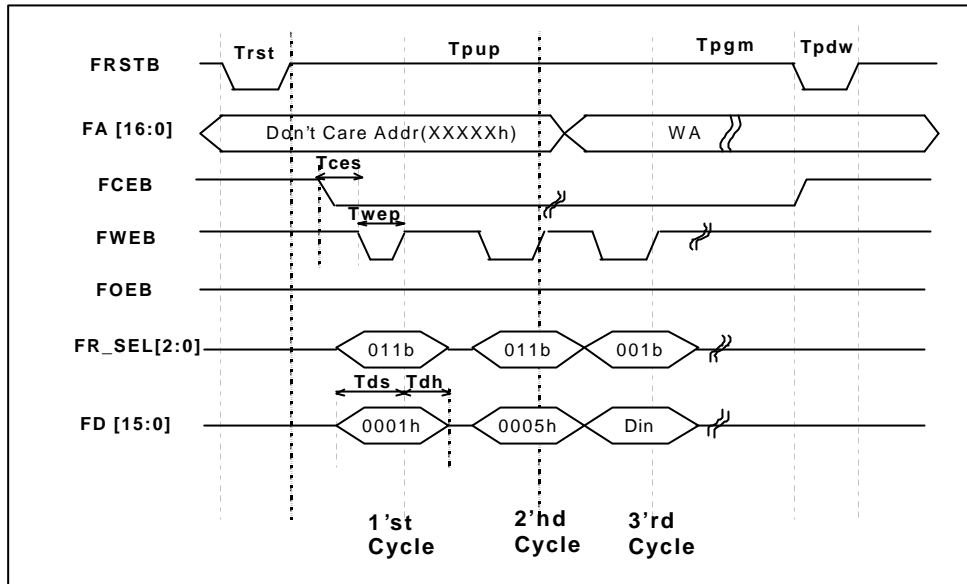 Trst
Tpup
Tpgm
Tpdw
FRSTB
FA [16:0]
Don't Care Addr(XXXXXh)
WA
Tces
FCEB
Twep
FWEB
FOEB
FR_SEL[2:0]
011b
011b
001b
Tds
Tdh
FD [15:0]
0001h
0005h
Din
1'st
Cycle
2'hd
Cycle
3'rd
Cycle